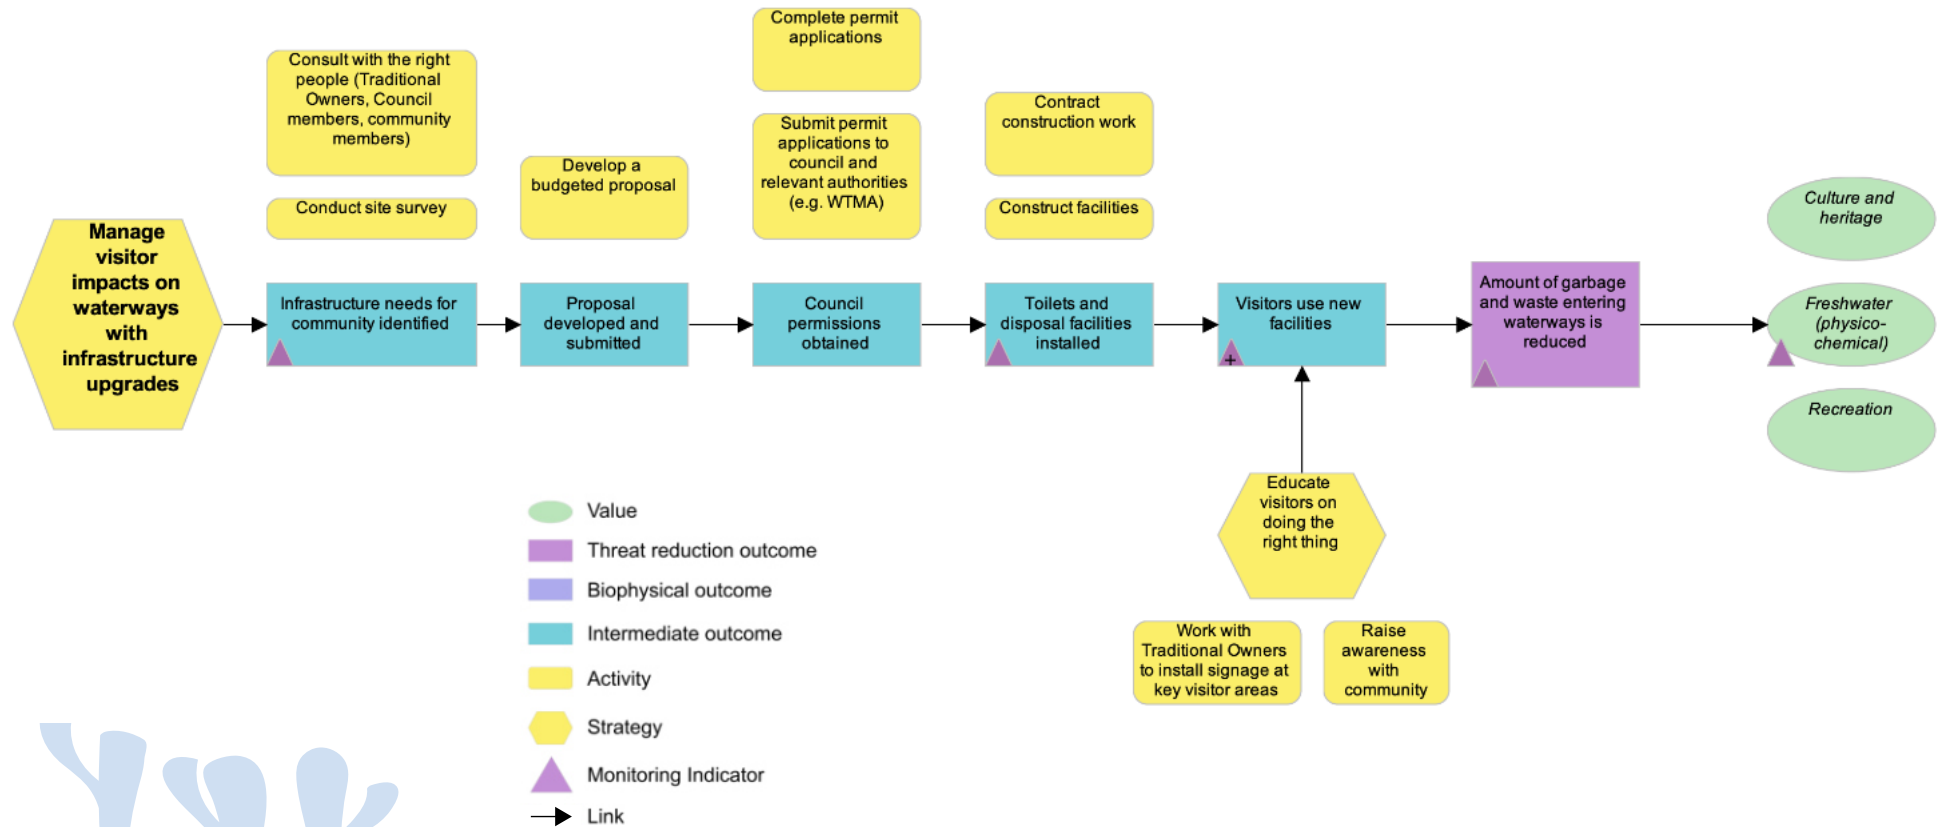 Manage
visitor
impacts on
waterways
with
infrastructure
upgrades
Consult with the right
people (Traditional
Owners, Council
members, community
members)
Conduct site survey
Infrastructure needs for
community identified
Develop a
budgeted proposal
Proposal
developed and
submitted
Complete permit
applications
Submit permit
applications to
council and
relevant authorities
(e.g. WTMA)
Council
permissions
obtained
Contract
construction work
Construct facilities
Toilets and
disposal facilities
installed
Visitors use new
facilities
+
Educate
visitors on
doing the
right thing
Work with
Traditional Owners
to install signage at
key visitor areas
Raise
awareness
with
community
Amount of garbage
and waste entering
waterways is
reduced
Culture and
heritage
Freshwater
(physico-
chemical)
Recreation
Value
Threat reduction outcome
Biophysical outcome
Intermediate outcome
Activity
Strategy
Monitoring Indicator
Link